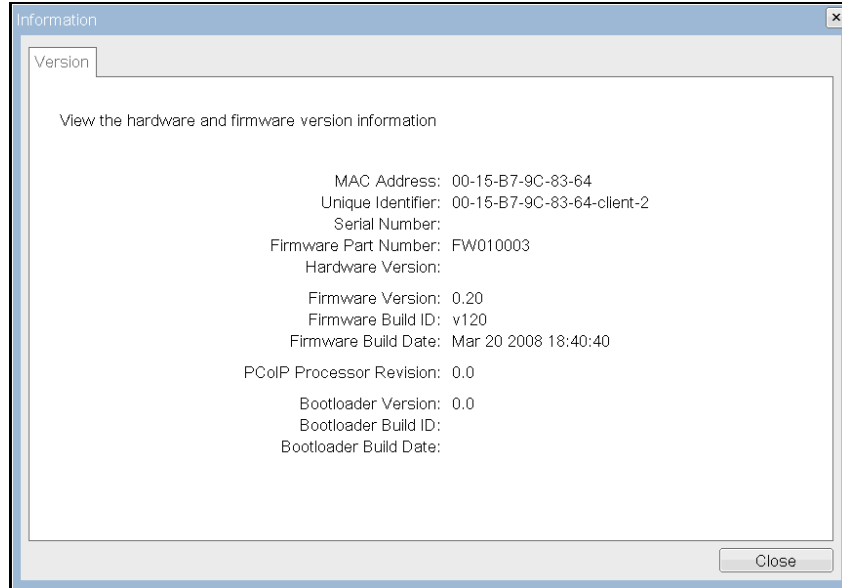 Information
Version
View the hardware and firmware version information
MAC Address: 00-15-B7-9C-83-64
Unique Identifier: 00-15-B7-9C-83-64-client-2
Serial Number:
Firmware Part Number: FW010003
Hardware Version:
Firmware Version: 0.20
Firmware Build ID: v120
Firmware Build Date: Mar 20 2008 18:40:40
PCoIP Processor Revision: 0.0
Bootloader Version: 0.0
Bootloader Build ID:
Bootloader Build Date:
Close